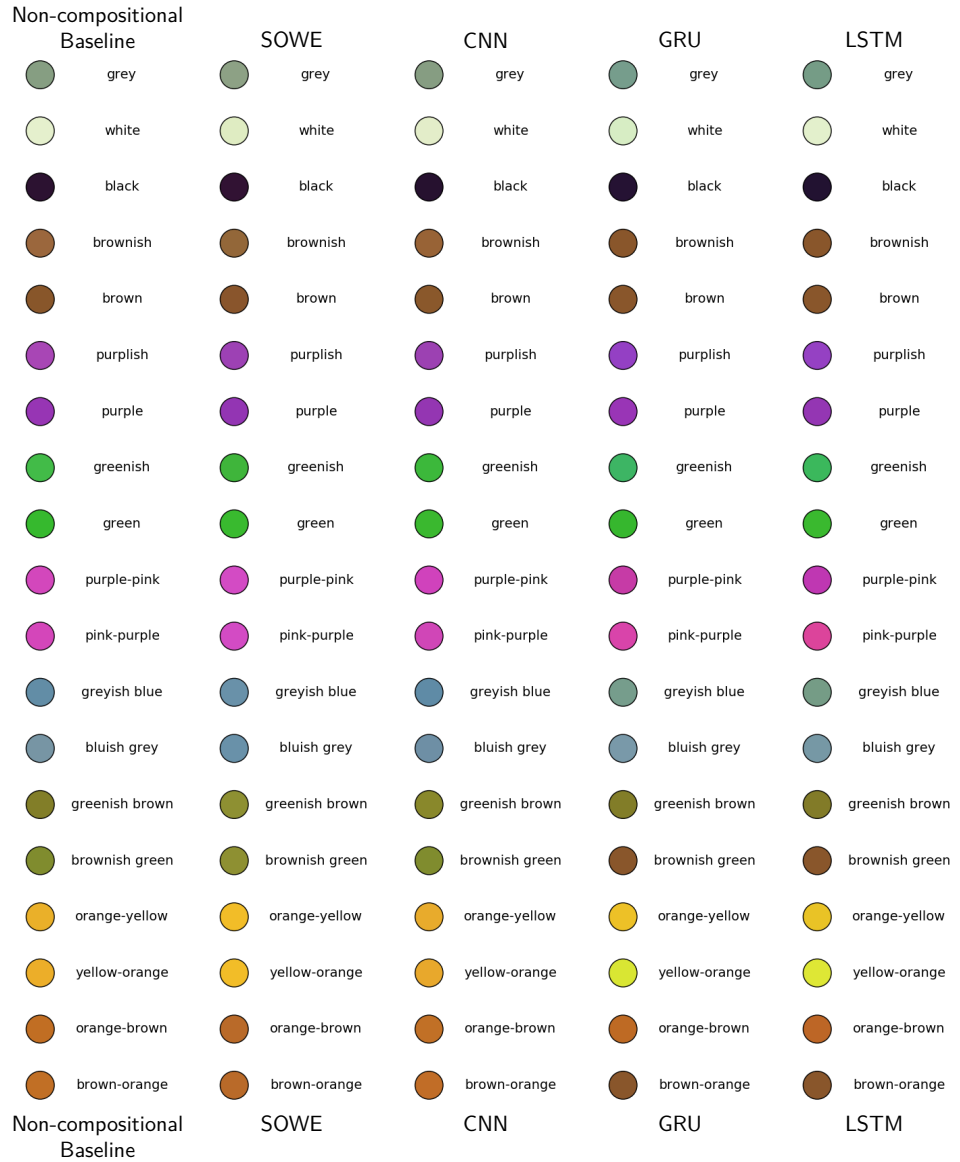 Non-compositional
Baseline SOWE CNN GRU LSTM
grey grey grey grey grey
white white white white white
black black black black black
brownish brownish brownish brownish brownish
brown brown brown brown brown
purplish purplish purplish purplish purplish
purple purple purple purple purple
greenish greenish greenish greenish greenish
green green green green green
purple-pink purple-pink purple-pink purple-pink purple-pink
pink-purple pink-purple pink-purple pink-purple pink-purple
greyish blue greyish blue greyish blue greyish blue greyish blue
bluish grey bluish grey bluish grey bluish grey bluish grey
greenish brown greenish brown greenish brown greenish brown greenish brown
brownish green brownish green brownish green brownish green brownish green
orange-yellow orange-yellow orange-yellow orange-yellow orange-yellow
yellow-orange yellow-orange yellow-orange yellow-orange yellow-orange
orange-brown orange-brown orange-brown orange-brown orange-brown
brown-orange brown-orange brown-orange brown-orange brown-orange
Non-compositional SOWE CNN GRU LSTM
Baseline